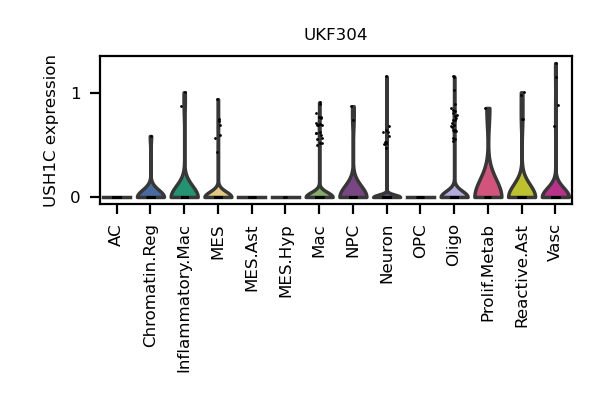 UKF304
USH1C expression
1
0
AC
Chromatin.Reg
Inflammatory.Mac
MES
MES.Ast
MES.Hyp
Mac
NPC
Neuron
OPC
Oligo
Prolif.Metab
Reactive.Ast
Vasc